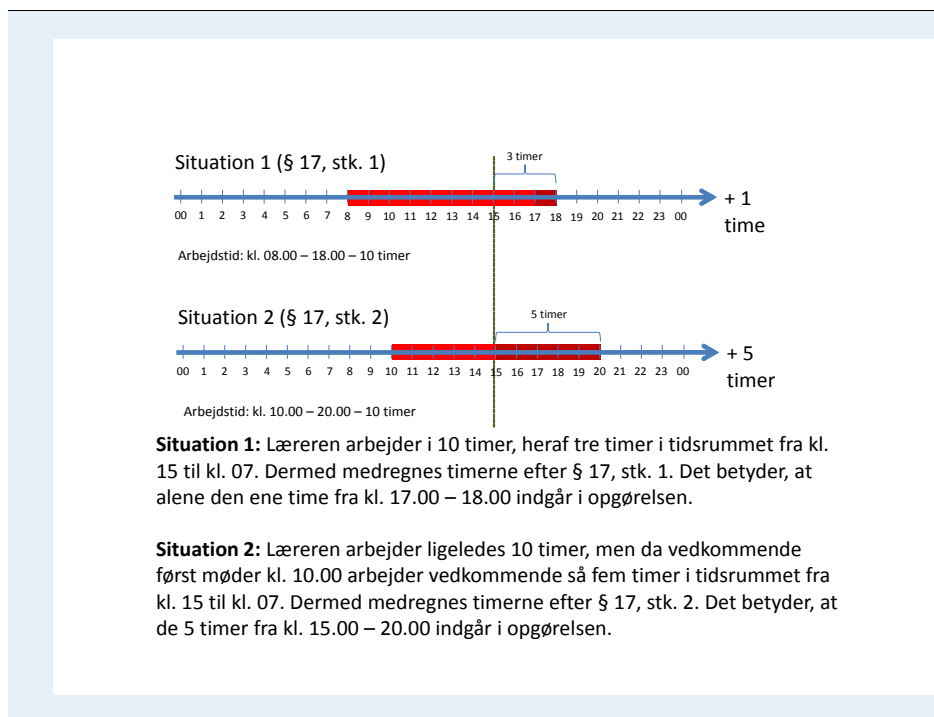 3 timer
Situation 1 (§ 17, stk. 1)
00 1 2 3 4 5 6 7 8 9 10 11 12 13 14 15 16 17 18 19 20 21 22 23 00
+ 1
time
Arbejdstid: kl. 08.00 – 18.00 – 10 timer
5 timer
Situation 2 (§ 17, stk. 2)
00 1 2 3 4 5 6 7 8 9 10 11 12 13 14 15 16 17 18 19 20 21 22 23 00
+ 5
timer
Arbejdstid: kl. 10.00 – 20.00 – 10 timer
Situation 1: Læreren arbejder i 10 timer, heraf tre timer i tidsrummet fra kl.
15 til kl. 07. Dermed medregnes timerne efter § 17, stk. 1. Det betyder, at
alene den ene time fra kl. 17.00 – 18.00 indgår i opgørelsen.
Situation 2: Læreren arbejder ligeledes 10 timer, men da vedkommende
først møder kl. 10.00 arbejder vedkommende så fem timer i tidsrummet fra
kl. 15 til kl. 07. Dermed medregnes timerne efter § 17, stk. 2. Det betyder, at
de 5 timer fra kl. 15.00 – 20.00 indgår i opgørelsen.